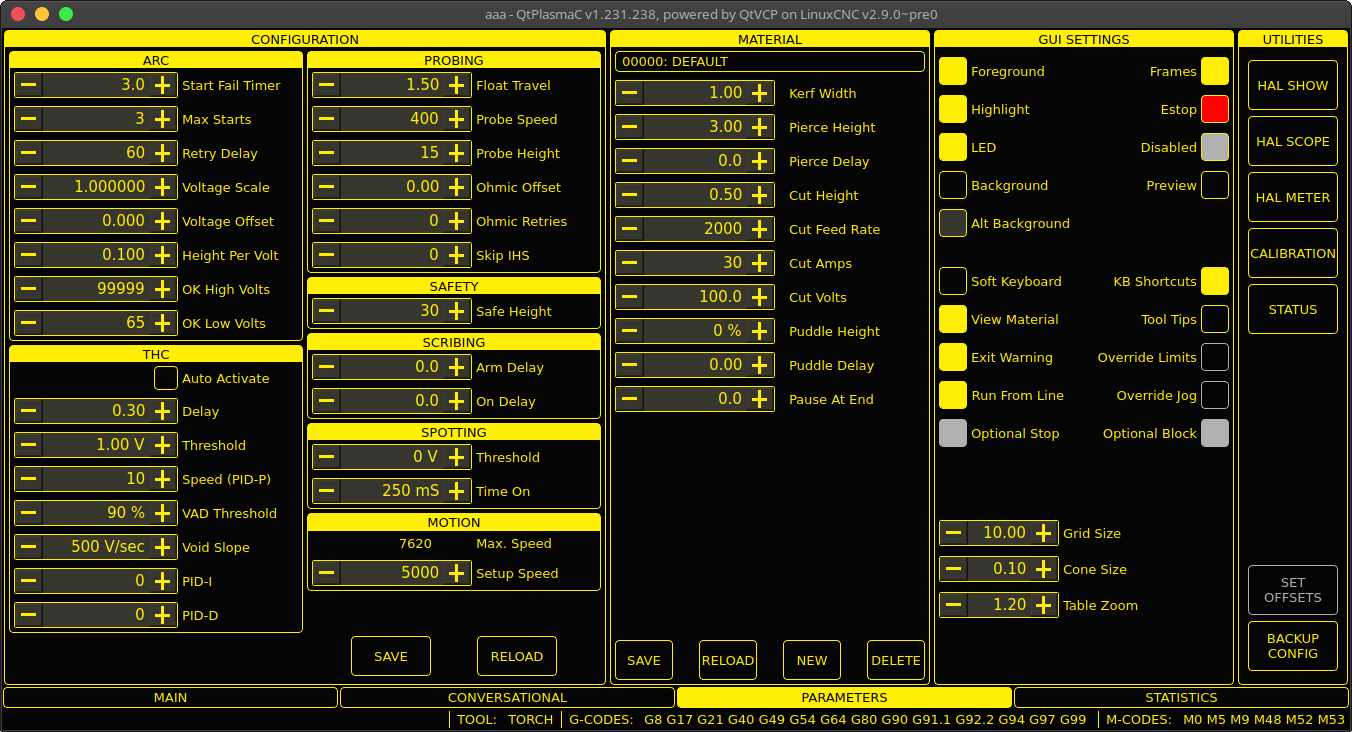 aaa - QtPlasmaC v1.231.238, powered by QtVCP on LinuxCNC v2.9.0~pre0
CONFIGURATION
ARC
3.0 Start Fail Timer
3 Max Starts
60 Retry Delay
1.000000 Voltage Scale
0.000 Voltage Offset
0.100 Height Per Volt
99999 OK High Volts
65 OK Low Volts
THC
Auto Activate
0.30 Delay
1.00 V Threshold
10 Speed (PID-P)
90 % VAD Threshold
500 V/sec Void Slope
0 PID-I
0 PID-D
PROBING
1.50 Float Travel
400 Probe Speed
15 Probe Height
0.00 Ohmic Offset
0 Ohmic Retries
0 Skip IHS
SAFETY
30 Safe Height
SCRIBING
0.0 Arm Delay
0.0 On Delay
SPOTTING
0 V Threshold
250 mS Time On
MOTION
7620 Max. Speed
5000 Setup Speed
SAVE RELOAD
MATERIAL
00000: DEFAULT
1.00 Kerf Width
3.00 Pierce Height
0.0 Pierce Delay
0.50 Cut Height
2000 Cut Feed Rate
30 Cut Amps
100.0 Cut Volts
0 % Puddle Height
0.00 Puddle Delay
0.0 Pause At End
SAVE RELOAD NEW DELETE
GUI SETTINGS
Foreground Frames
Highlight Estop
LED Disabled
Background Preview
Alt Background
Soft Keyboard KB Shortcuts
View Material Tool Tips
Exit Warning Override Limits
Run From Line Override Jog
Optional Stop Optional Block
10.00 Grid Size
0.10 Cone Size
1.20 Table Zoom
UTILITIES
HAL SHOW
HAL SCOPE
HAL METER
CALIBRATION
STATUS
SET
OFFSETS
BACKUP
CONFIG
MAIN CONVERSATIONAL PARAMETERS STATISTICS
TOOL: TORCH G-CODES: G8 G17 G21 G40 G49 G54 G64 G80 G90 G91.1 G92.2 G94 G97 G99 M-CODES: M0 M5 M9 M48 M52 M53